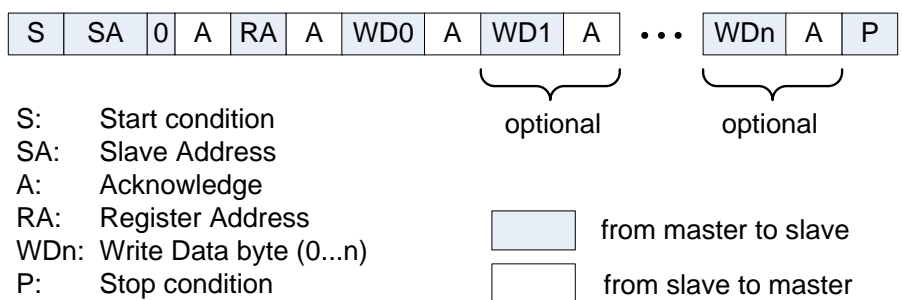 S SA 0 A RA A WD0 A WD1 A • • • WDn A P
optional optional
S: Start condition
SA: Slave Address
A: Acknowledge
RA: Register Address
WDn: Write Data byte (0...n)
P: Stop condition
from master to slave
from slave to master